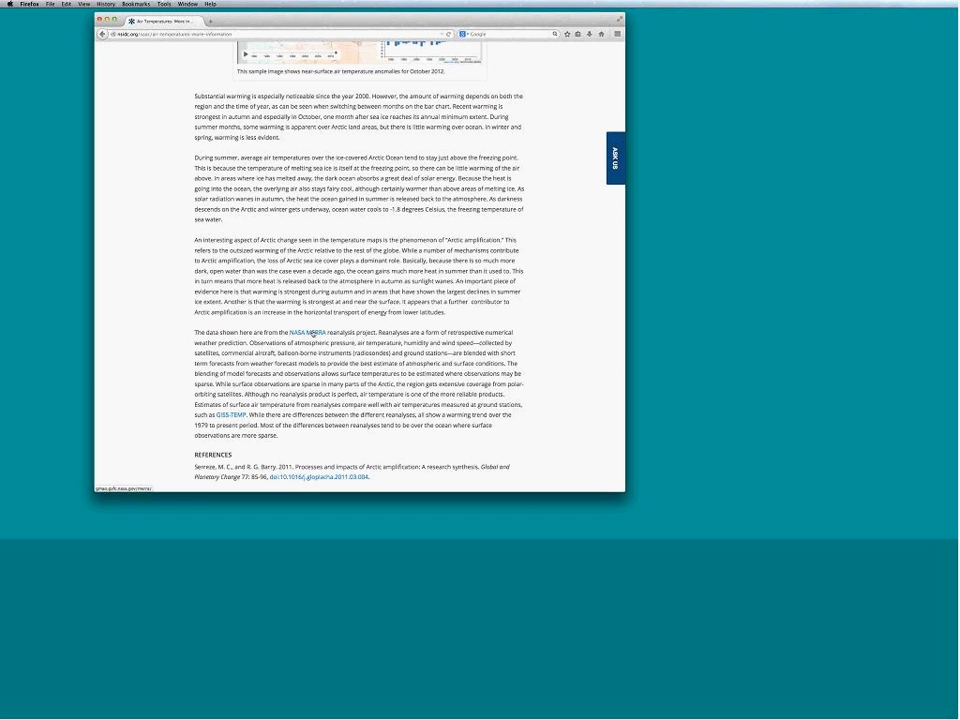 Firefox File Edit View History Bookmarks Tools Window Help
Air Temperatures: More in...
nsidc.org/soac/air-temperatures-more-information
Google
This sample image shows near-surface air temperature anomalies for October 2012.
Substantial warming is especially noticeable since the year 2000. However, the amount of warming depends on both the
region and the time of year, as can be seen when switching between months on the bar chart. Recent warming is
strongest in autumn and especially in October, one month after sea ice reaches its annual minimum extent. During
summer months, some warming is apparent over Arctic land areas, but there is little warming over ocean. In winter and
spring, warming is less evident.
ASK US
During summer, average air temperatures over the ice-covered Arctic Ocean tend to stay just above the freezing point.
This is because the temperature of melting sea ice is itself at the freezing point, so there can be little warming of the air
above. In areas where ice has melted away, the dark ocean absorbs a great deal of solar energy. Because the heat is
going into the ocean, the overlying air also stays fairly cool, although certainly warmer than above areas of melting ice. As
solar radiation wanes in autumn, the heat the ocean gained in summer is released back to the atmosphere. As darkness
descends on the Arctic and winter gets underway, ocean water cools to -1.8 degrees Celsius, the freezing temperature of
sea water.
An interesting aspect of Arctic change seen in the temperature maps is the phenomenon of "Arctic amplification." This
refers to the outsized warming of the Arctic relative to the rest of the globe. While a number of mechanisms contribute
to Arctic amplification, the loss of Arctic sea ice cover plays a dominant role. Basically, because there is so much more
dark, open water than was the case even a decade ago, the ocean gains much more heat in summer than it used to. This
in turn means that more heat is released back to the atmosphere in autumn as sunlight wanes. An important piece of
evidence here is that warming is strongest during autumn and in areas that have shown the largest declines in summer
ice extent. Another is that the warming is strongest at and near the surface. It appears that a further contributor to
Arctic amplification is an increase in the horizontal transport of energy from lower latitudes.
The data shown here are from the NASA MERRA reanalysis project. Reanalyses are a form of retrospective numerical
weather prediction. Observations of atmospheric pressure, air temperature, humidity and wind speed—collected by
satellites, commercial aircraft, balloon-borne instruments (radiosondes) and ground stations—are blended with short
term forecasts from weather forecast models to provide the best estimate of atmospheric and surface conditions. The
blending of model forecasts and observations allows surface temperatures to be estimated where observations may be
sparse. While surface observations are sparse in many parts of the Arctic, the region gets extensive coverage from polar-
orbiting satellites. Although no reanalysis product is perfect, air temperature is one of the more reliable products.
Estimates of surface air temperature from reanalyses compare well with air temperatures measured at ground stations,
such as GISS-TEMP. While there are differences between the different reanalyses, all show a warming trend over the
1979 to present period. Most of the differences between reanalyses tend to be over the ocean where surface
observations are more sparse.
REFERENCES
Serreze, M. C., and R. G. Barry. 2011. Processes and impacts of Arctic amplification: A research synthesis. Global and
Planetary Change 77: 85-96, doi:10.1016/j.gloplacha.2011.03.004.
gmao.gsfc.nasa.gov/merra/